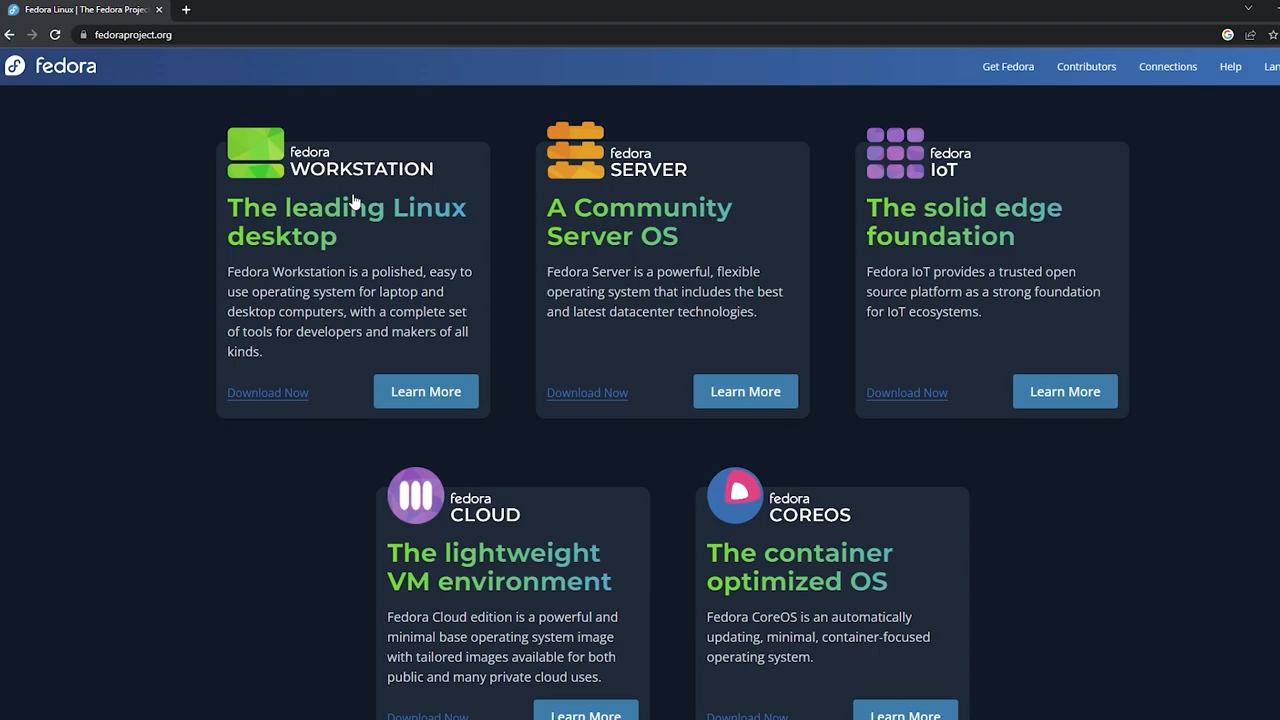 Fedora Linux | The Fedora Projec
fedoraproject.org
fedora
Get Fedora
Contributors
Connections
Help
Lan
fedora
WORKSTATION
The leading Linux
desktop
Fedora Workstation is a polished, easy to
use operating system for laptop and
desktop computers, with a complete set
of tools for developers and makers of all
kinds.
Download Now
Learn More
fedora
SERVER
A Community
Server OS
Fedora Server is a powerful, flexible
operating system that includes the best
and latest datacenter technologies.
Download Now
Learn More
fedora
IoT
The solid edge
foundation
Fedora IoT provides a trusted open
source platform as a strong foundation
for IoT ecosystems.
Download Now
Learn More
fedora
CLOUD
The lightweight
VM environment
Fedora Cloud edition is a powerful and
minimal base operating system image
with tailored images available for both
public and many private cloud uses.
Download Now
Learn More
fedora
COREOS
The container
optimized OS
Fedora CoreOS is an automatically
updating, minimal, container-focused
operating system.
Download Now
Learn More